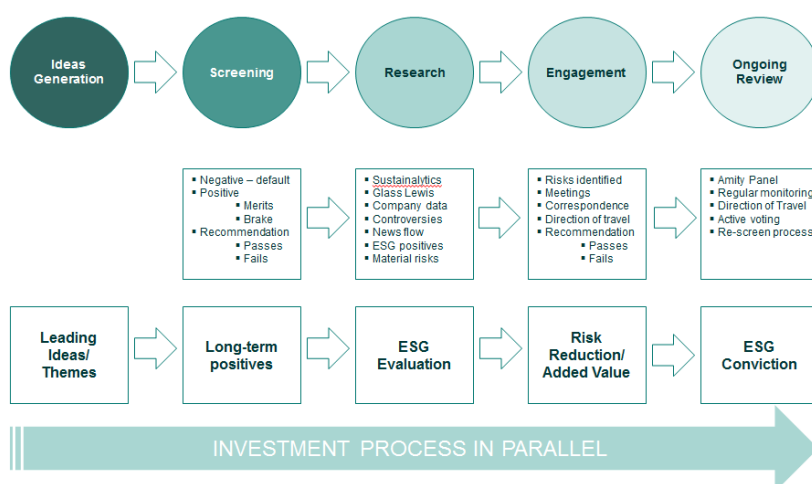 Ideas
Generation
Screening
Research
Engagement
Ongoing
Review
▪ Negative – default
▪ Positive
▪ Merits
▪ Brake
▪ Recommendation
▪ Passes
▪ Fails
▪ Sustainalytics
▪ Glass Lewis
▪ Company data
▪ Controversies
▪ News flow
▪ ESG positives
▪ Material risks
▪ Risks identified
▪ Meetings
▪ Correspondence
▪ Direction of travel
▪ Recommendation
▪ Passes
▪ Fails
▪ Amity Panel
▪ Regular monitoring
▪ Direction of Travel
▪ Active voting
▪ Re-screen process
Leading
Ideas/
Themes
Long-term
positives
ESG
Evaluation
Risk
Reduction/
Added Value
ESG
Conviction
INVESTMENT PROCESS IN PARALLEL